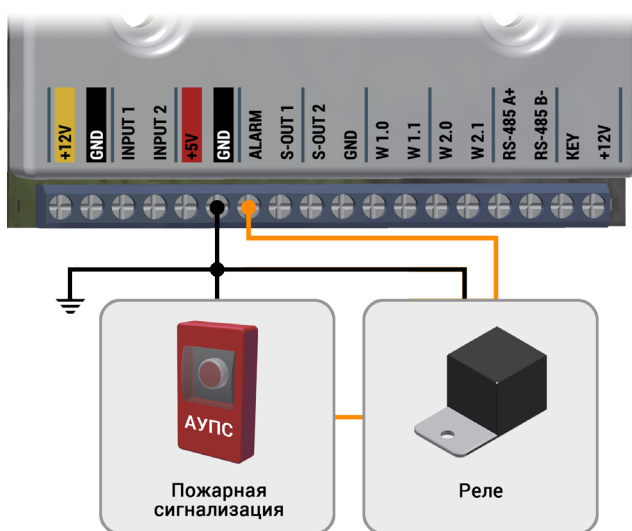 +12V
GND
INPUT 1
INPUT 2
+5V
GND
ALARM
S-OUT 1
S-OUT 2
GND
W 1.0
W 1.1
W 2.0
W 2.1
RS-485 A+
RS-485 B-
KEY
+12V
АУПС
Пожарная
сигнализация
Реле